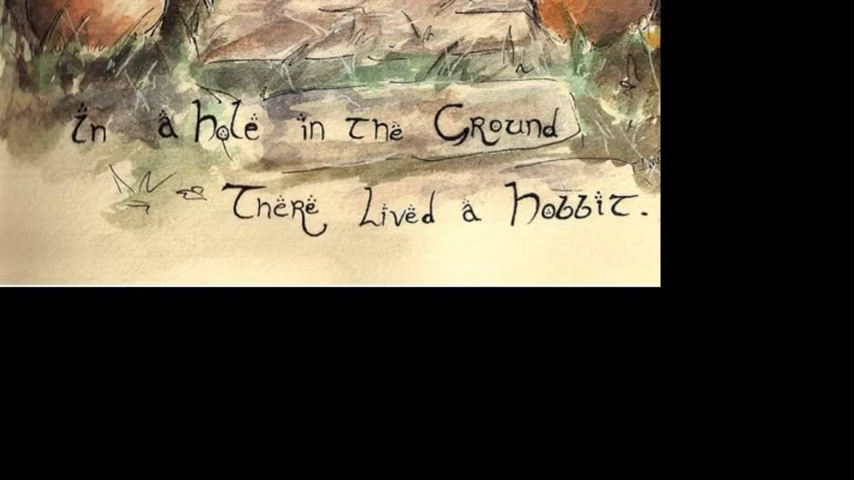 in a hole in the Ground
There Lived a hobbit.